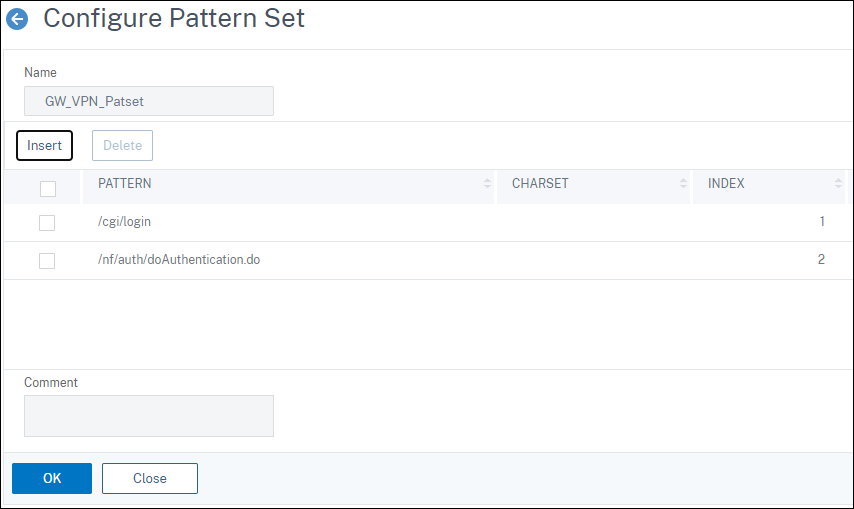 Configure Pattern Set
Name
GW_VPN_Patset
Insert Delete
PATTERN CHARSET INDEX
/cgi/login 1
/nf/auth/doAuthentication.do 2
Comment
OK Close